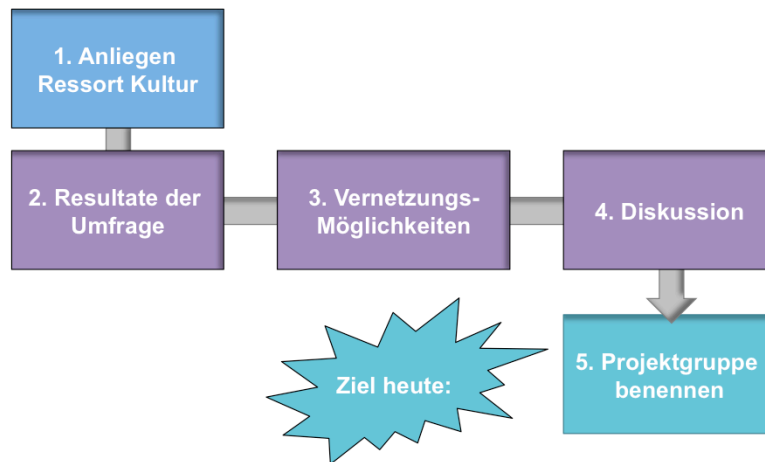 1. Anliegen
Ressort Kultur
2. Resultate der
Umfrage
3. Vernetzungs-
Möglichkeiten
4. Diskussion
Ziel heute:
5. Projektgruppe
benennen